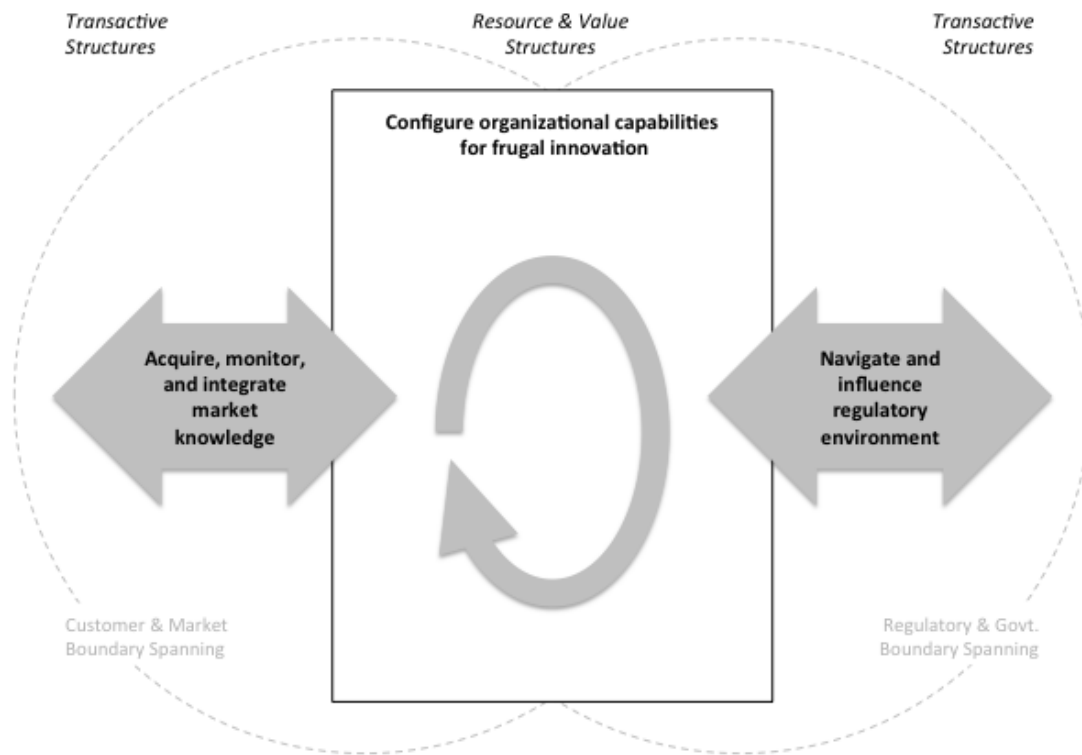 Transactive
Structures
Resource & Value
Structures
Transactive
Structures
Configure organizational capabilities
for frugal innovation
Acquire, monitor,
and integrate
market
knowledge
Navigate and
influence
regulatory
environment
Customer & Market
Boundary Spanning
Regulatory & Govt.
Boundary Spanning